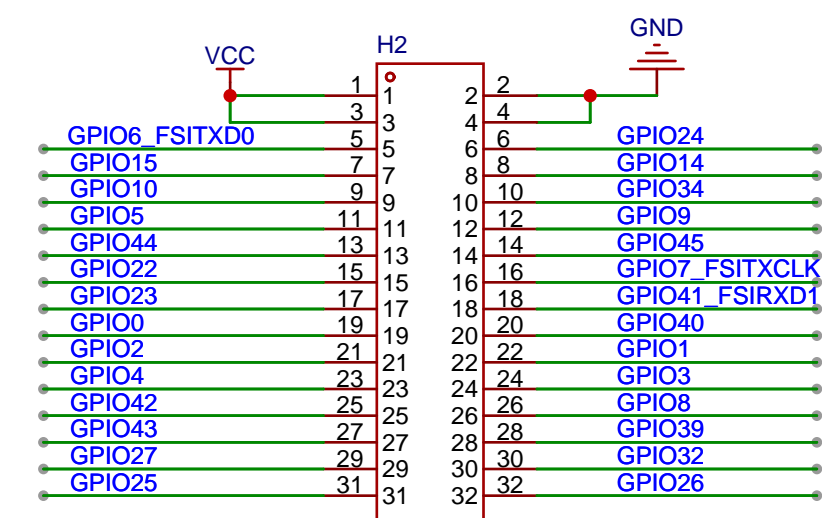 GND
H2
VCC
1 1 2 2
3 3 4 4
GPIO6_FSITXD0 5 5 6 6 GPIO24
GPIO15 7 7 8 8 GPIO14
GPIO10 9 9 10 10 GPIO34
GPIO5 11 11 12 12 GPIO9
GPIO44 13 13 14 14 GPIO45
GPIO22 15 15 16 16 GPIO7_FSITXCLK
GPIO23 17 17 18 18 GPIO41_FSIRXD1
GPIO0 19 19 20 20 GPIO40
GPIO2 21 21 22 22 GPIO1
GPIO4 23 23 24 24 GPIO3
GPIO42 25 25 26 26 GPIO8
GPIO43 27 27 28 28 GPIO39
GPIO27 29 29 30 30 GPIO32
GPIO25 31 31 32 32 GPIO26